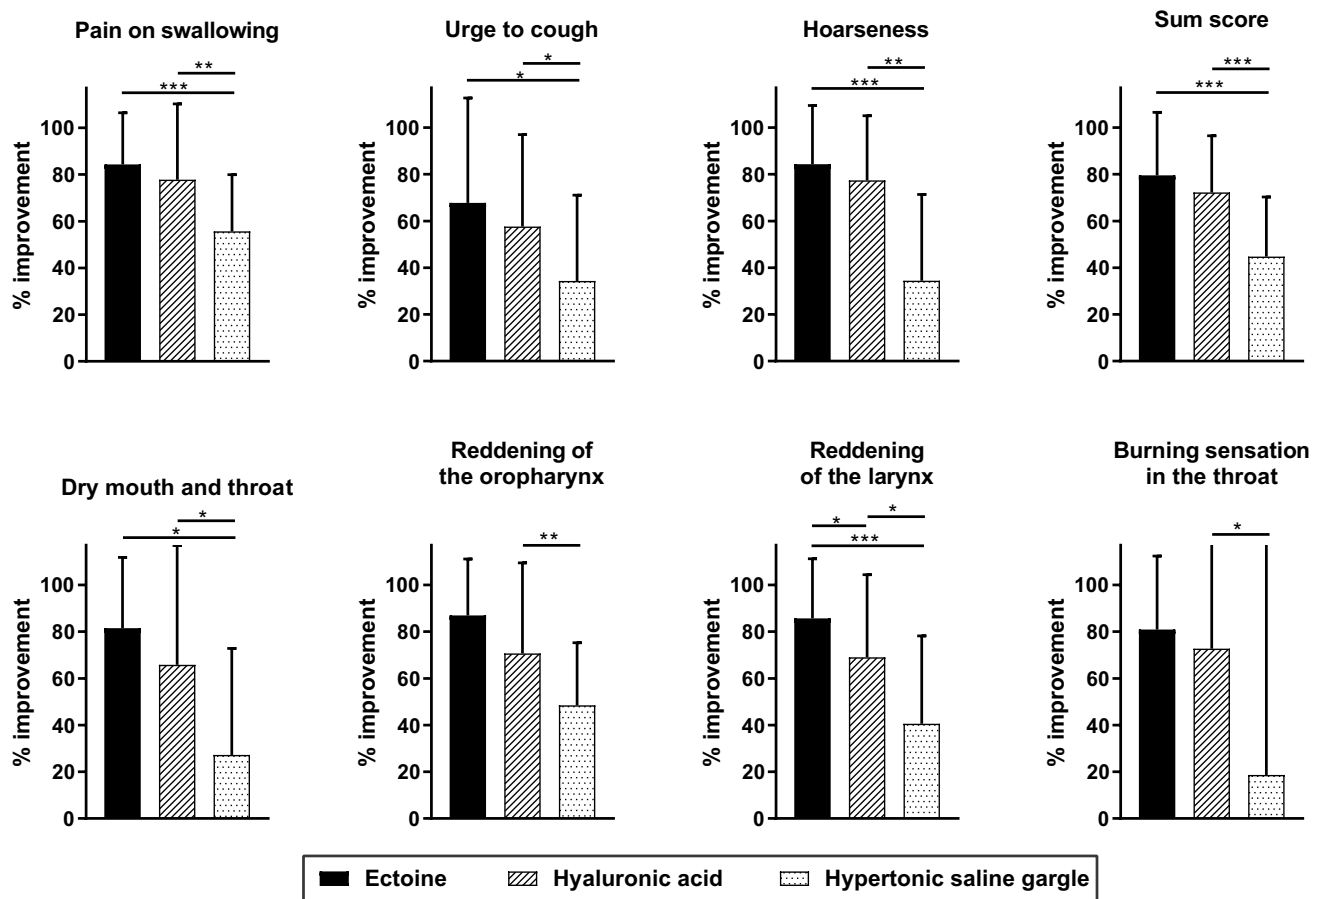 Pain on swallowing
**
***
% improvement
100
80
60
40
20
0
Urge to cough
*
*
% improvement
100
80
60
40
20
0
Hoarseness
**
***
% improvement
100
80
60
40
20
0
Sum score
***
***
% improvement
100
80
60
40
20
0
Dry mouth and throat
*
*
% improvement
100
80
60
40
20
0
Reddening of
the oropharynx
**
% improvement
100
80
60
40
20
0
Reddening
of the larynx
*
*
***
% improvement
100
80
60
40
20
0
Burning sensation
in the throat
*
% improvement
100
80
60
40
20
0
Ectoine
Hyaluronic acid
Hypertonic saline gargle